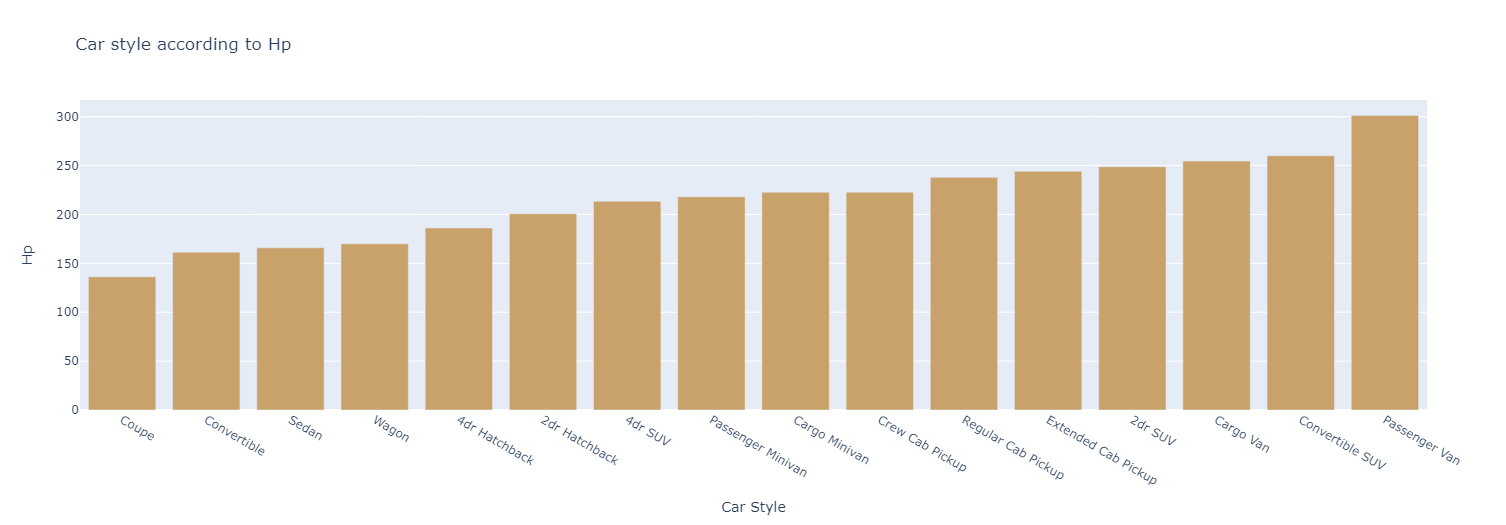 Car style according to Hp
Hp
300
250
200
150
100
50
0
Coupe
Convertible
Sedan
Wagon
4dr Hatchback
2dr Hatchback
4dr SUV
Passenger Minivan
Cargo Minivan
Crew Cab Pickup
Regular Cab Pickup
Extended Cab Pickup
2dr SUV
Cargo Van
Convertible SUV
Passenger Van
Car Style